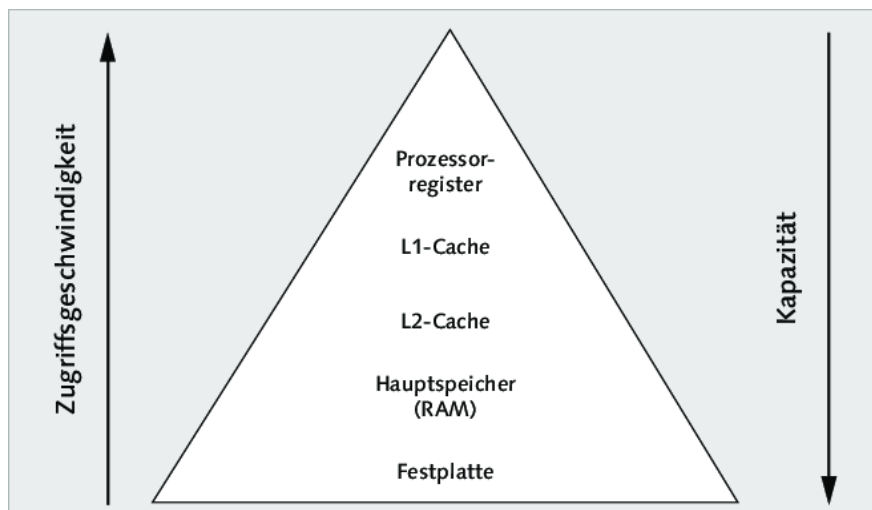 Zugriffsgeschwindigkeit
Prozessor-
register
L1-Cache
L2-Cache
Hauptspeicher
(RAM)
Festplatte
Kapazität